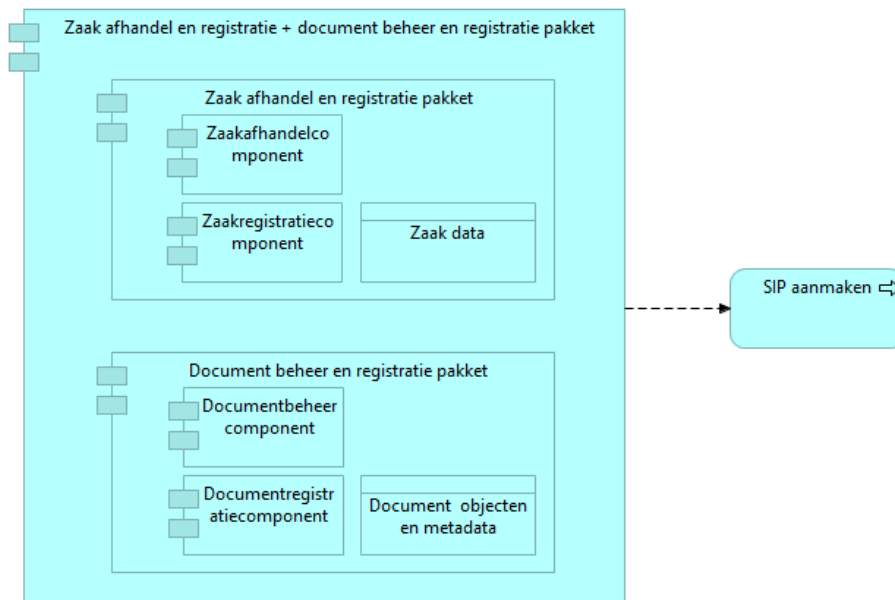 Zaak afhandel en registratie + document beheer en registratie pakket
Zaak afhandel en registratie pakket
Zaakafhandelco
mponent
Zaakregistratieco
mponent
Zaak data
SIP aanmaken
Document beheer en registratie pakket
Documentbeheer
component
Documentregistr
atiecomponent
Document objecten
en metadata